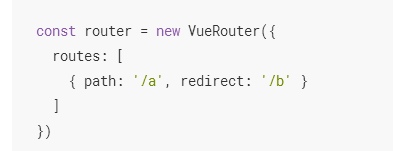 const router = new VueRouter({
  routes: [
    { path: '/a', redirect: '/b' }
  ]
})